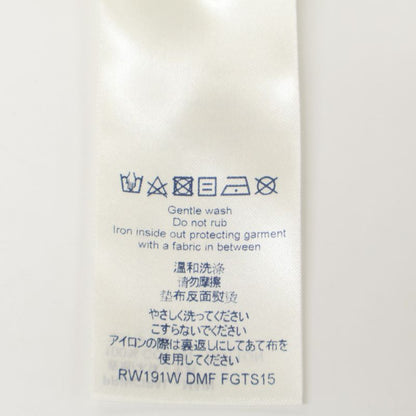 Gentle wash
Do not rub
Iron inside out protecting garment
with a fabric in between
溫和洗涤
请勿摩擦
垫布反面熨烫
やさしく洗ってください
こすらないでください
アイロンの際は裏返しにしてあて布を
使用してください
RW191W DMF FGTS15